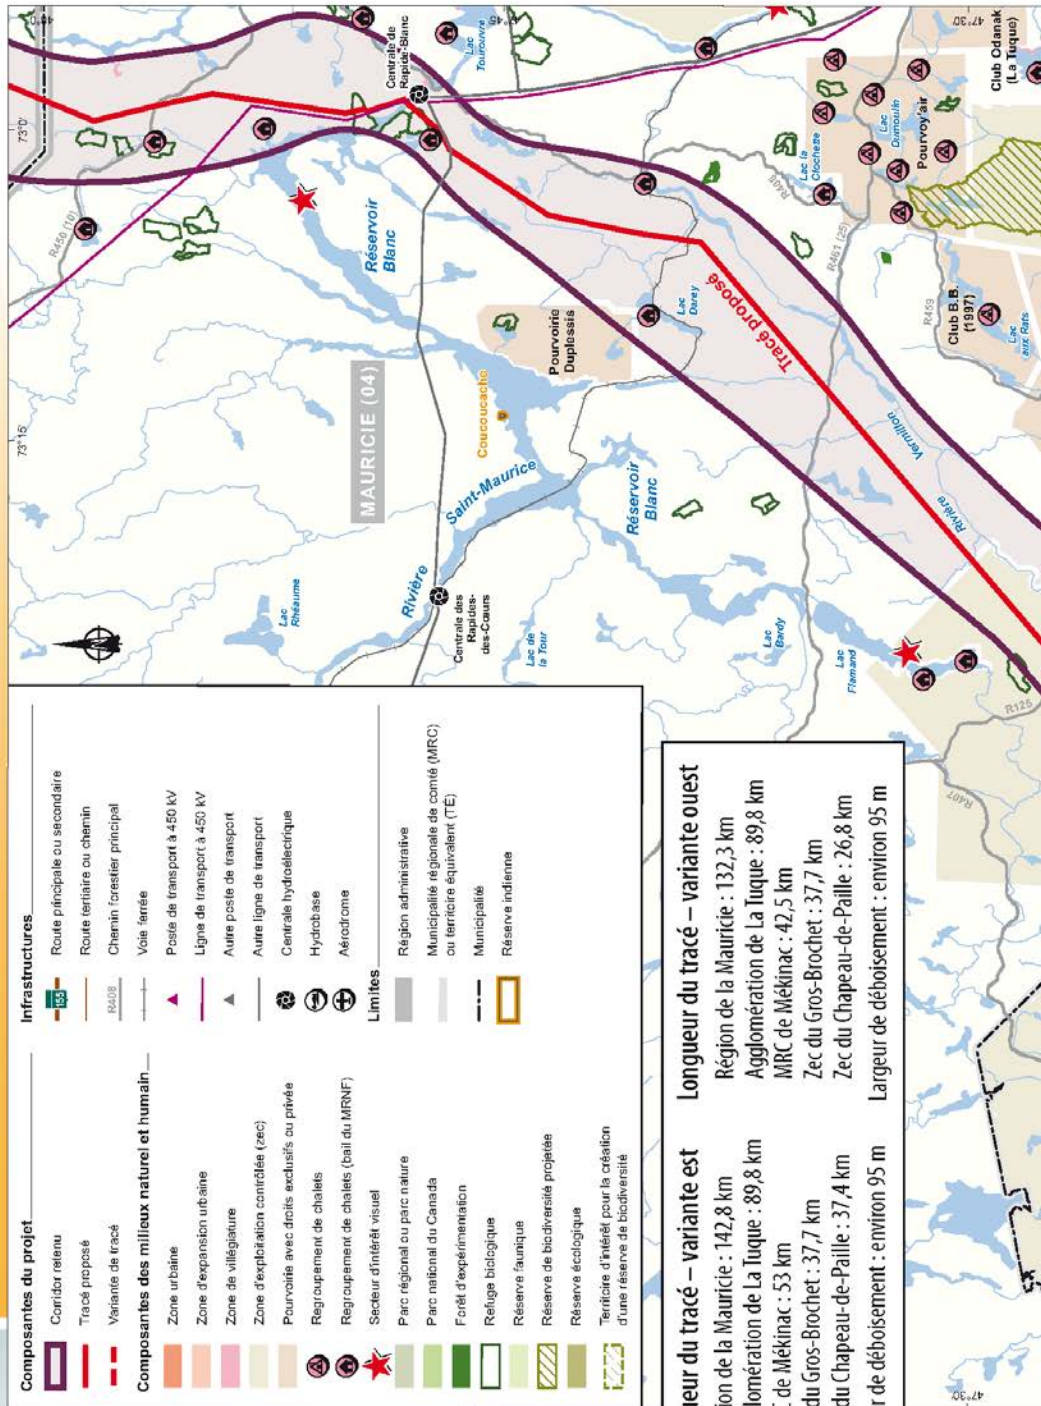 Composantes du projet
Corridor retenu
Tracé proposé
Variante de tracé
Composantes des milieux naturel et humain
Zone urbaine
Zone d'expansion urbaine
Zone de villégiature
Zone d'exploitation contrôlée (zec)
Pourvoirie avec droits exclusifs ou privée
Regroupement de chalets
Regroupement de chalets (bail du MRNF)
Secteur d'intérêt visuel
Parc régional ou parc nature
Parc national du Canada
Forêt d'expérimentation
Refuge biologique
Réserve faunique
Réserve de biodiversité projetée
Réserve écologique
Territoire d'intérêt pour la création
d'une réserve de biodiversité
Infrastructures
155
Route principale ou secondaire
Route tertiaire ou chemin
R408
Chemin forestier principal
Voie ferrée
Poste de transport à 450 kV
Ligne de transport à 450 kV
Autre poste de transport
Autre ligne de transport
Centrale hydroélectrique
Hydrobase
Aérodrome
Limites
Région administrative
Municipalité régionale de comté (MRC)
ou territoire équivalent (TÉ)
Municipalité
Réserve indienne
ueur du tracé – variante est
ion de la Mauricie : 142,8 km
lomération de La Tuque : 89,8 km
de Mékinac : 53 km
du Gros-Brochet : 37,7 km
du Chapeau-de-Paille : 37,4 km
r de déboisement : environ 95 m
Longueur du tracé – variante ouest
Région de la Mauricie : 132,3 km
Agglomération de La Tuque : 89,8 km
MRC de Mékinac : 42,5 km
Zec du Gros-Brochet : 37,7 km
Zec du Chapeau-de-Paille : 26,8 km
Largeur de déboisement : environ 95 m
73°15'
73°0'
R450 (10)
Lac
Rhéaume
MAURICIE (04)
Réservoir
Blanc
Centrale de
Rapide-Blanc
Lac
Tourouvre
Rivière
Saint-Maurice
Centrale des
Rapides-
des-Cœurs
Coucoucache
Pourvoirie
Duplessis
Lac de
la Tour
Réservoir
Blanc
Lac
Darey
Tracé proposé
Lac
Bardy
Lac
Flamand
R461 (25)
R408
Lac la
Clochette
Lac
Dumoulin
Pourvoy'air
R459
Club B.B.
(1997)
Lac
aux Rats
Club Odanak
(La Tuque)
Rivière
Vermillon
R407
R125
47°30'
47°30'